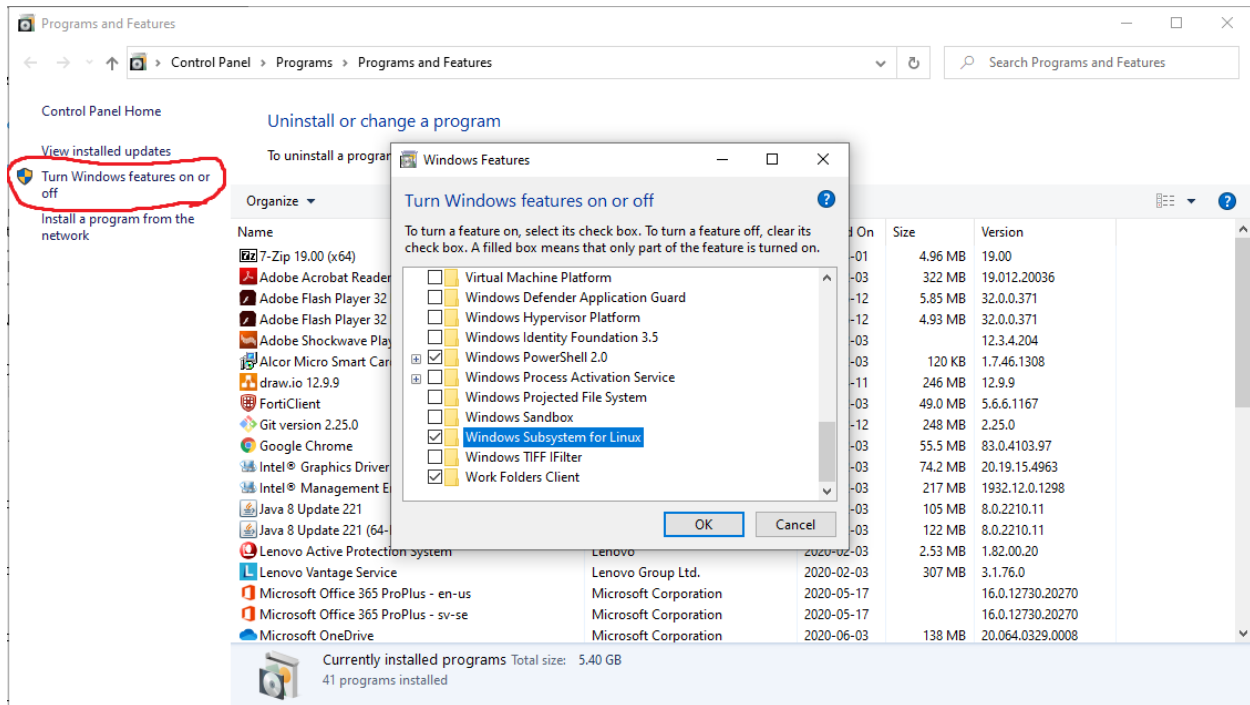 Programs and Features
Control Panel > Programs > Programs and Features
Search Programs and Features
Control Panel Home
View installed updates
Turn Windows features on or
off
Install a program from the
network
Uninstall or change a program
To uninstall a progra
Organize
Name
d On
Size
Version
7-Zip 19.00 (x64)
-01
4.96 MB
19.00
Adobe Acrobat Reader
-03
322 MB
19.012.20036
Adobe Flash Player 32
-12
5.85 MB
32.0.0.371
Adobe Flash Player 32
-12
4.93 MB
32.0.0.371
Adobe Shockwave Play
-03
12.3.4.204
Alcor Micro Smart Car
-03
120 KB
1.7.46.1308
draw.io 12.9.9
-11
246 MB
12.9.9
FortiClient
-03
49.0 MB
5.6.6.1167
Git version 2.25.0
-12
248 MB
2.25.0
Google Chrome
-03
55.5 MB
83.0.4103.97
Intel® Graphics Driver
-03
74.2 MB
20.19.15.4963
Intel® Management E
-03
217 MB
1932.12.0.1298
Java 8 Update 221
-03
105 MB
8.0.2210.11
Java 8 Update 221 (64-
-03
122 MB
8.0.2210.11
Lenovo Active Protection System
Lenovo
2020-02-03
2.53 MB
1.82.00.20
Lenovo Vantage Service
Lenovo Group Ltd.
2020-02-03
307 MB
3.1.76.0
Microsoft Office 365 ProPlus - en-us
Microsoft Corporation
2020-05-17
16.0.12730.20270
Microsoft Office 365 ProPlus - sv-se
Microsoft Corporation
2020-05-17
16.0.12730.20270
Microsoft OneDrive
Microsoft Corporation
2020-06-03
138 MB
20.064.0329.0008
Currently installed programs Total size: 5.40 GB
41 programs installed
Windows Features
Turn Windows features on or off
To turn a feature on, select its check box. To turn a feature off, clear its
check box. A filled box means that only part of the feature is turned on.
Virtual Machine Platform
Windows Defender Application Guard
Windows Hypervisor Platform
Windows Identity Foundation 3.5
Windows PowerShell 2.0
Windows Process Activation Service
Windows Projected File System
Windows Sandbox
Windows Subsystem for Linux
Windows TIFF IFilter
Work Folders Client
OK
Cancel